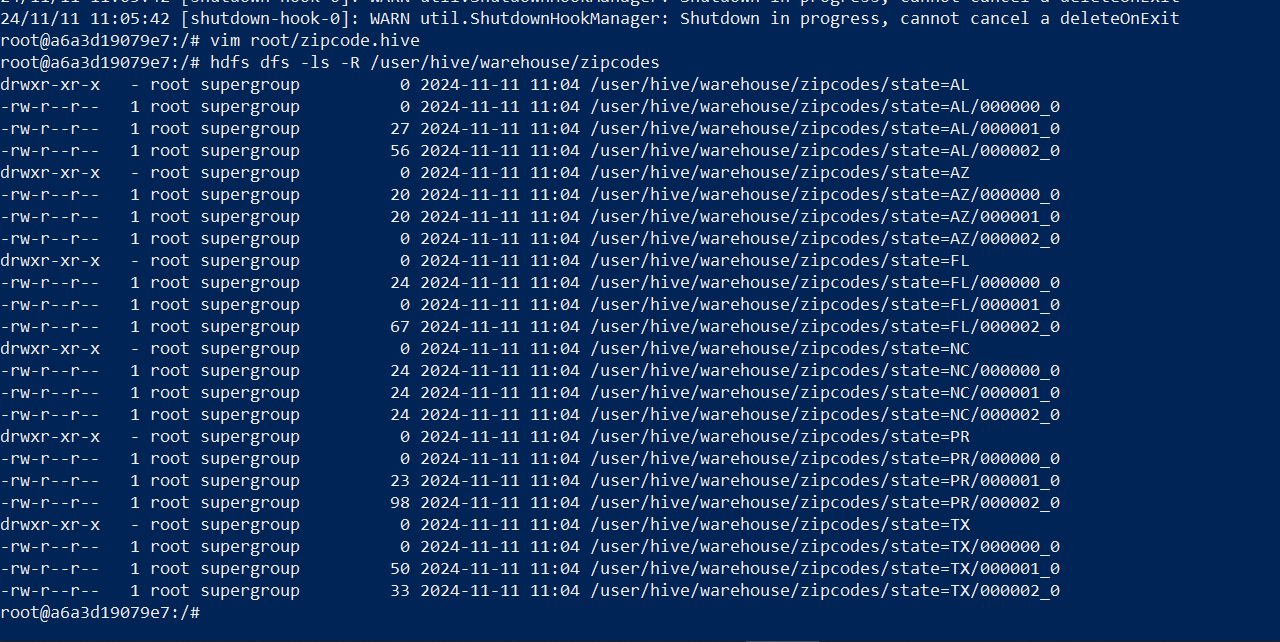 24/11/11 11:05:42 [shutdown-hook-0]: WARN util.ShutdownHookManager: Shutdown in progress, cannot cancel a deleteOnExit
24/11/11 11:05:42 [shutdown-hook-0]: WARN util.ShutdownHookManager: Shutdown in progress, cannot cancel a deleteOnExit
root@a6a3d19079e7:/# vim root/zipcode.hive
root@a6a3d19079e7:/# hdfs dfs -ls -R /user/hive/warehouse/zipcodes
drwxr-xr-x   - root supergroup          0 2024-11-11 11:04 /user/hive/warehouse/zipcodes/state=AL
-rw-r--r--   1 root supergroup          0 2024-11-11 11:04 /user/hive/warehouse/zipcodes/state=AL/000000_0
-rw-r--r--   1 root supergroup         27 2024-11-11 11:04 /user/hive/warehouse/zipcodes/state=AL/000001_0
-rw-r--r--   1 root supergroup         56 2024-11-11 11:04 /user/hive/warehouse/zipcodes/state=AL/000002_0
drwxr-xr-x   - root supergroup          0 2024-11-11 11:04 /user/hive/warehouse/zipcodes/state=AZ
-rw-r--r--   1 root supergroup         20 2024-11-11 11:04 /user/hive/warehouse/zipcodes/state=AZ/000000_0
-rw-r--r--   1 root supergroup         20 2024-11-11 11:04 /user/hive/warehouse/zipcodes/state=AZ/000001_0
-rw-r--r--   1 root supergroup          0 2024-11-11 11:04 /user/hive/warehouse/zipcodes/state=AZ/000002_0
drwxr-xr-x   - root supergroup          0 2024-11-11 11:04 /user/hive/warehouse/zipcodes/state=FL
-rw-r--r--   1 root supergroup         24 2024-11-11 11:04 /user/hive/warehouse/zipcodes/state=FL/000000_0
-rw-r--r--   1 root supergroup          0 2024-11-11 11:04 /user/hive/warehouse/zipcodes/state=FL/000001_0
-rw-r--r--   1 root supergroup         67 2024-11-11 11:04 /user/hive/warehouse/zipcodes/state=FL/000002_0
drwxr-xr-x   - root supergroup          0 2024-11-11 11:04 /user/hive/warehouse/zipcodes/state=NC
-rw-r--r--   1 root supergroup         24 2024-11-11 11:04 /user/hive/warehouse/zipcodes/state=NC/000000_0
-rw-r--r--   1 root supergroup         24 2024-11-11 11:04 /user/hive/warehouse/zipcodes/state=NC/000001_0
-rw-r--r--   1 root supergroup         24 2024-11-11 11:04 /user/hive/warehouse/zipcodes/state=NC/000002_0
drwxr-xr-x   - root supergroup          0 2024-11-11 11:04 /user/hive/warehouse/zipcodes/state=PR
-rw-r--r--   1 root supergroup          0 2024-11-11 11:04 /user/hive/warehouse/zipcodes/state=PR/000000_0
-rw-r--r--   1 root supergroup         23 2024-11-11 11:04 /user/hive/warehouse/zipcodes/state=PR/000001_0
-rw-r--r--   1 root supergroup         98 2024-11-11 11:04 /user/hive/warehouse/zipcodes/state=PR/000002_0
drwxr-xr-x   - root supergroup          0 2024-11-11 11:04 /user/hive/warehouse/zipcodes/state=TX
-rw-r--r--   1 root supergroup          0 2024-11-11 11:04 /user/hive/warehouse/zipcodes/state=TX/000000_0
-rw-r--r--   1 root supergroup         50 2024-11-11 11:04 /user/hive/warehouse/zipcodes/state=TX/000001_0
-rw-r--r--   1 root supergroup         33 2024-11-11 11:04 /user/hive/warehouse/zipcodes/state=TX/000002_0
root@a6a3d19079e7:/#